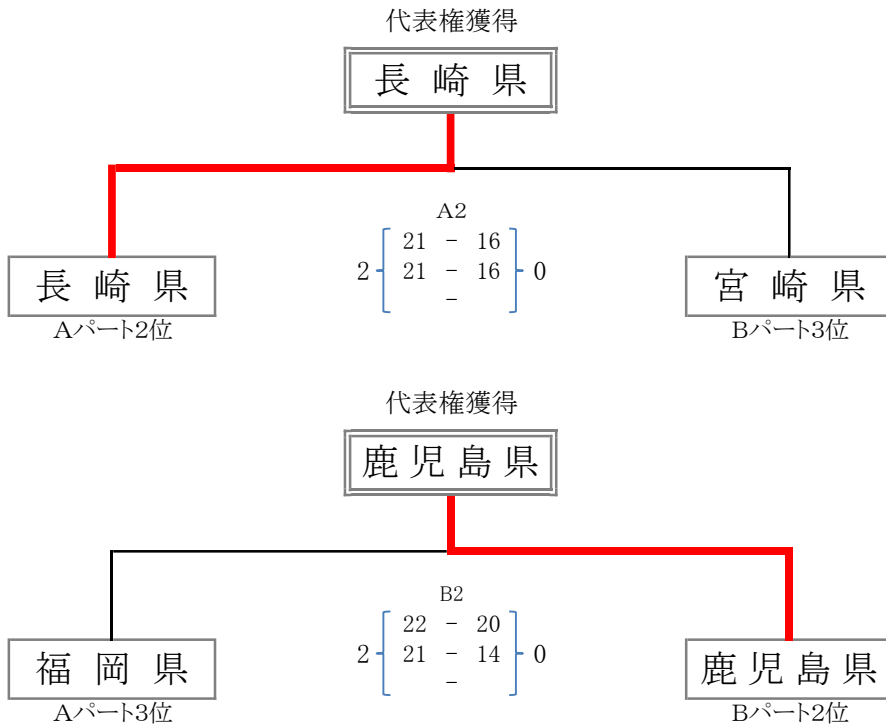 代表権獲得
長崎県
A2
21 - 16
2 21 - 16 0
-
長崎県 宮崎県
Aパート2位 Bパート3位
代表権獲得
鹿児島県
B2
22 - 20
2 21 - 14 0
-
福岡県 鹿児島県
Aパート3位 Bパート2位